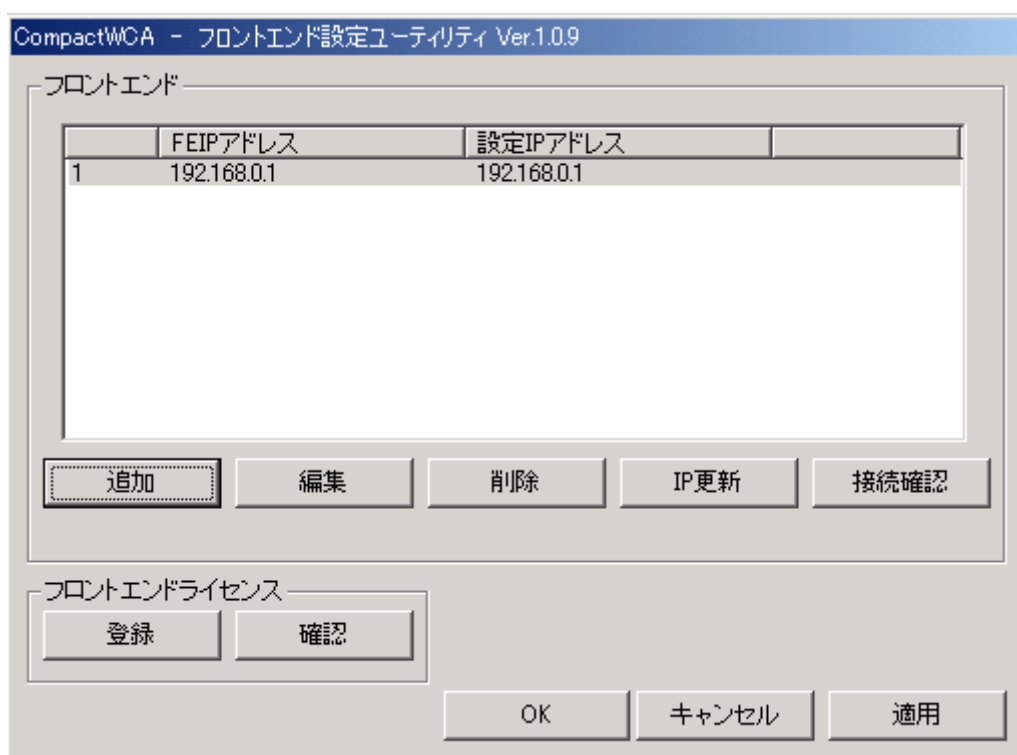 CompactWCA － フロントエンド設定ユーティリティ Ver.1.0.9
フロントエンド
FEIPアドレス 設定IPアドレス
1 192.168.0.1 192.168.0.1
追加 編集 削除 IP更新 接続確認
フロントエンドライセンス
登録 確認
OK キャンセル 適用